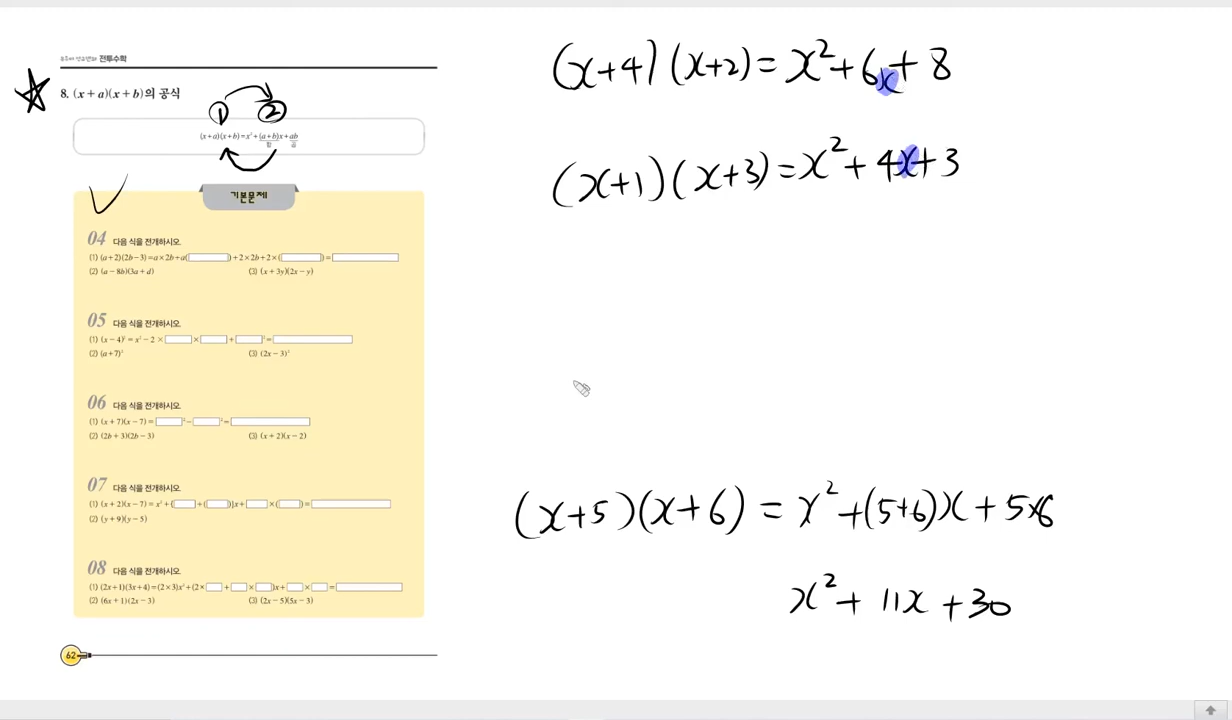 전투수학
8. (x+a)(x+b)의 공식
① ②
(x+a)(x+b)=x²+(a+b)x+ab
합 곱
기본문제
04 다음 식을 전개하시오.
(1) (a+2)(2b−3)=a×2b+a( )+2×2b+2×( )=
(2) (a−8b)(3a+d) (3) (x+3y)(2x−y)
05 다음 식을 전개하시오.
(1) (x−4)²=x²−2× × + ²=
(2) (a+7)² (3) (2x−3)²
06 다음 식을 전개하시오.
(1) (x+7)(x−7)= ²− ²=
(2) (2b+3)(2b−3) (3) (x+2)(x−2)
07 다음 식을 전개하시오.
(1) (x+2)(x−7)=x²+{ +( )}x+ ×( )=
(2) (y+9)(y−5)
08 다음 식을 전개하시오.
(1) (2x+1)(3x+4)=(2×3)x²+(2× + × )x+ × =
(2) (6x+1)(2x−3) (3) (2x−5)(5x−3)
62
(x+4)(x+2)=x²+6x+8
(x+1)(x+3)=x²+4x+3
(x+5)(x+6)=x²+(5+6)x+5×6
x²+11x+30